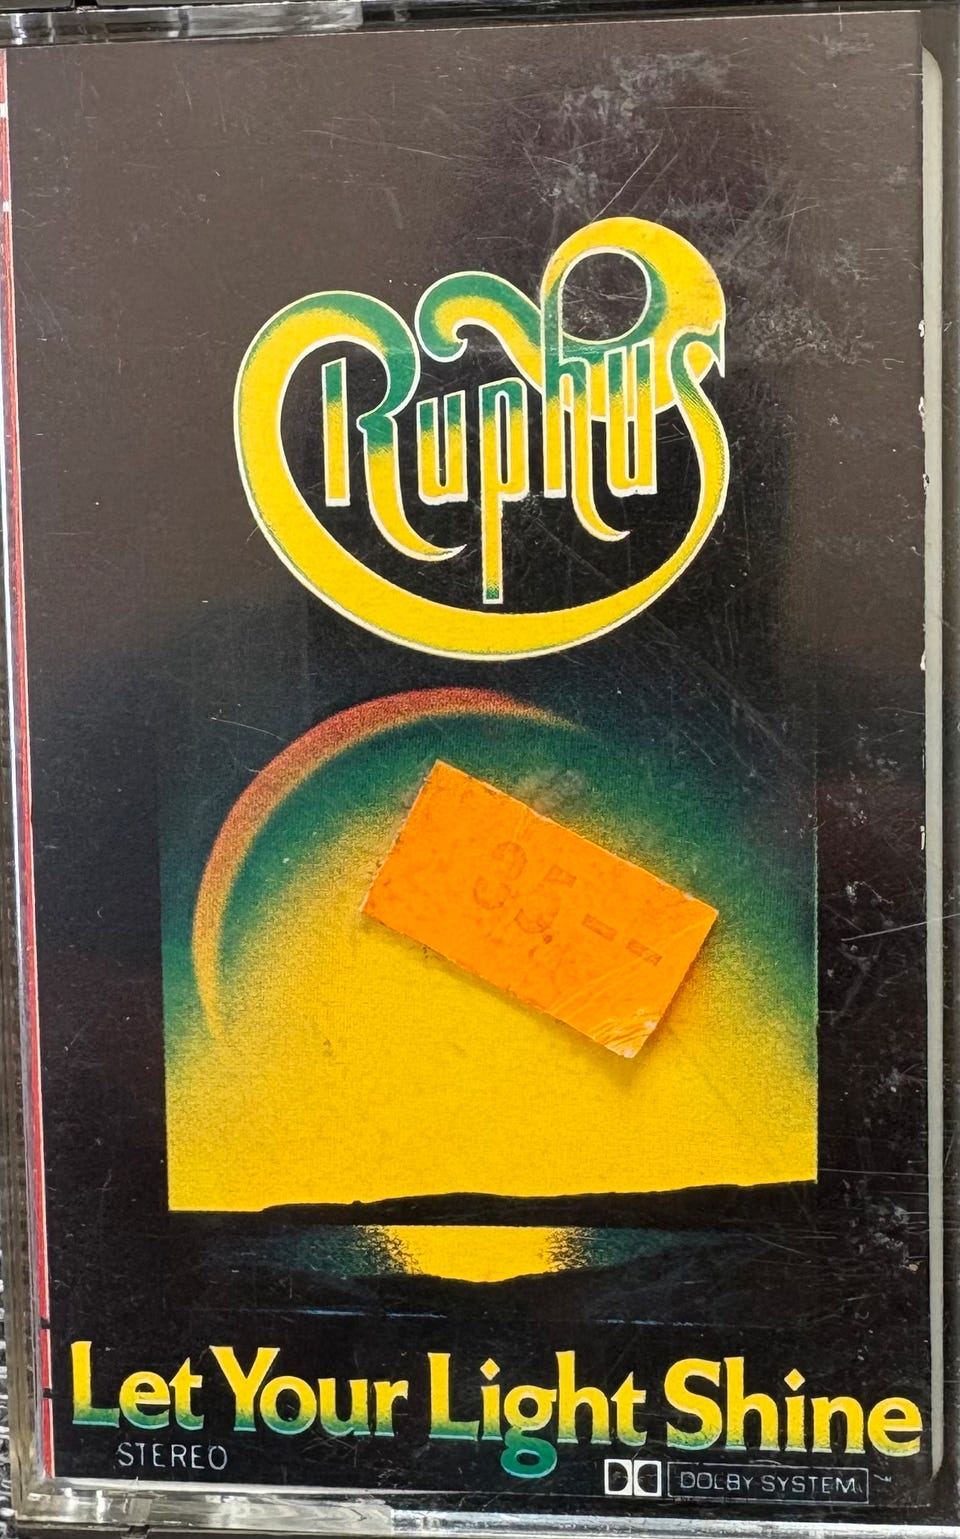 Ruphus
35.--
Let Your Light Shine
STEREO
DOLBY SYSTEM